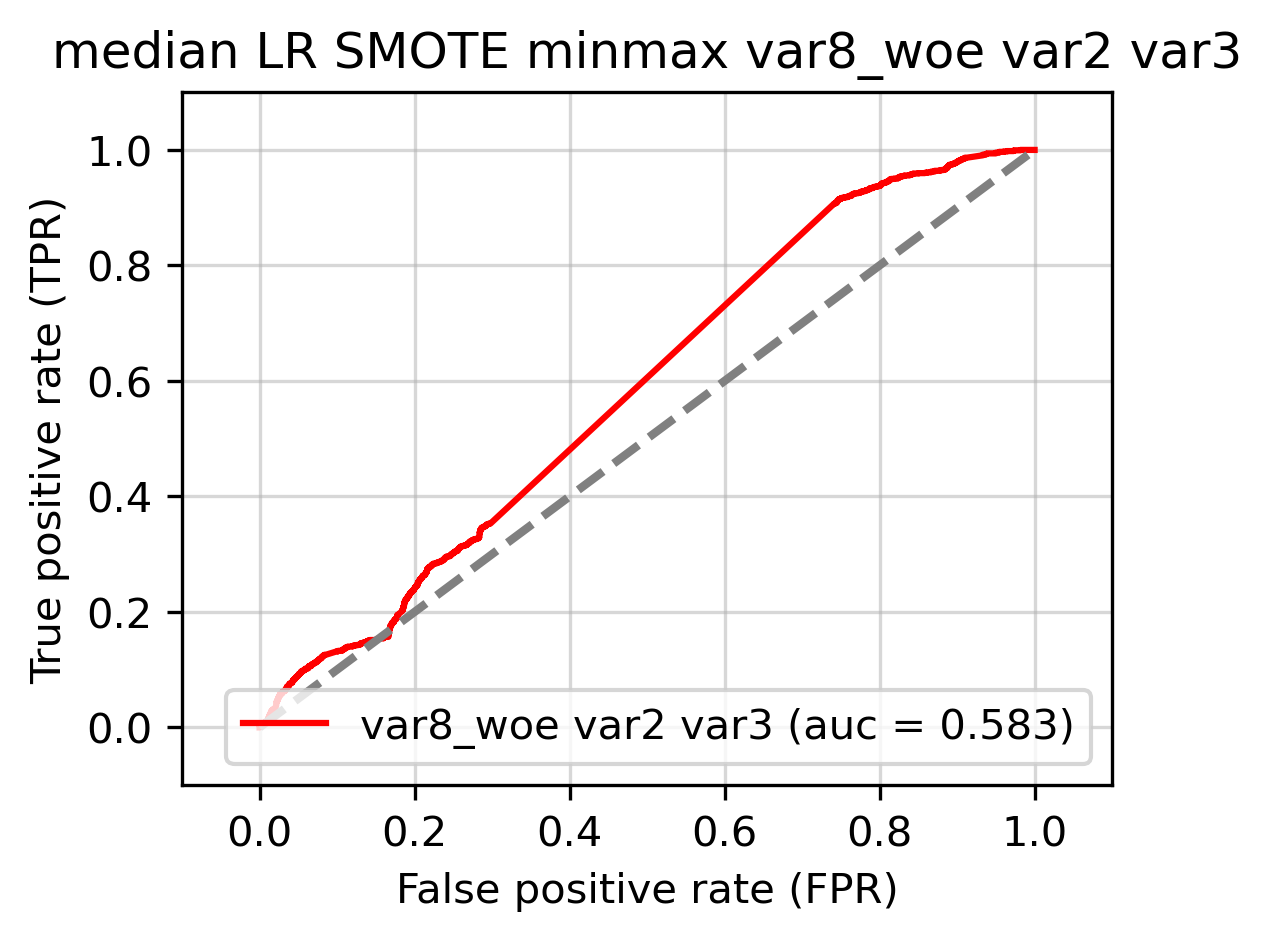 median LR SMOTE minmax var8_woe var2 var3
True positive rate (TPR)
1.0
0.8
0.6
0.4
0.2
0.0
var8_woe var2 var3 (auc = 0.583)
0.0 0.2 0.4 0.6 0.8 1.0
False positive rate (FPR)